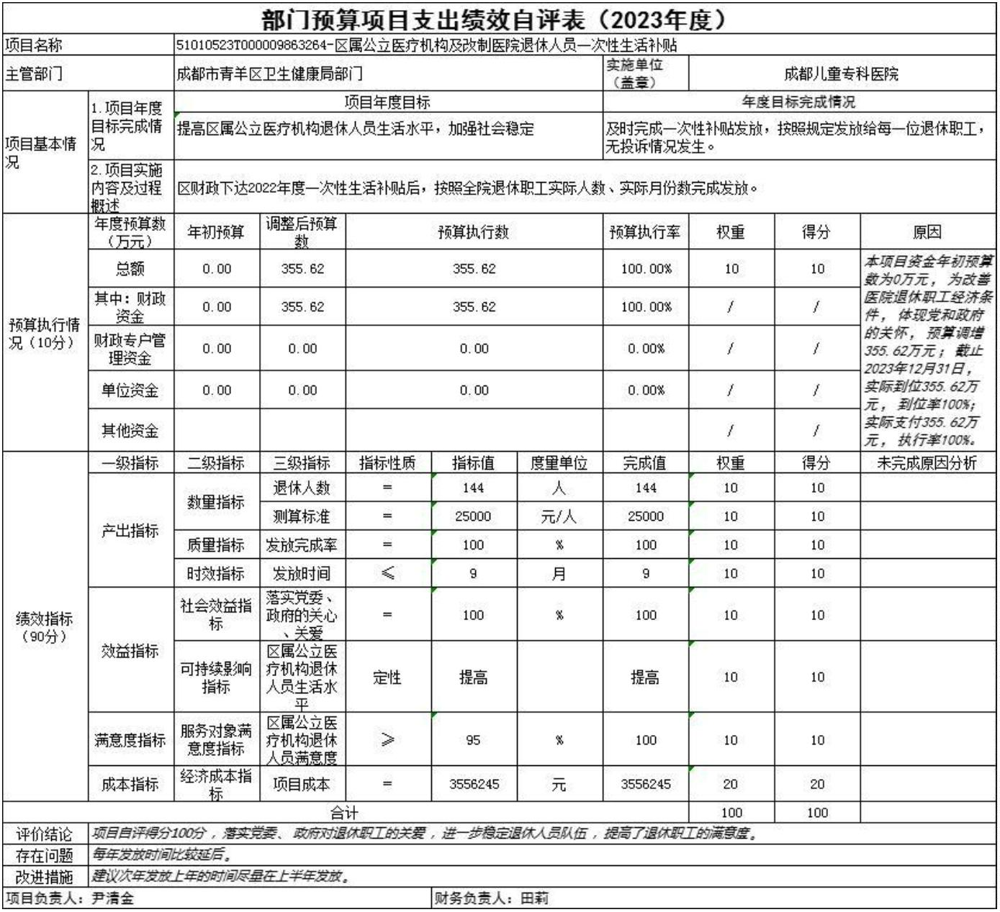 部门预算项目支出绩效自评表（2023年度）
项目名称 51010523T000009863264-区属公立医疗机构及改制医院退休人员一次性生活补贴
主管部门 成都市青羊区卫生健康局部门 实施单位（盖章） 成都儿童专科医院
项目基本情况
1.项目年度目标完成情况
项目年度目标 年度目标完成情况
提高区属公立医疗机构退休人员生活水平，加强社会稳定
及时完成一次性补贴发放，按照规定发放给每一位退休职工，
无投诉情况发生。
2.项目实施内容及过程概述
区财政下达2022年度一次性生活补贴后，按照全院退休职工实际人数、实际月份数完成发放。
预算执行情况（10分）
年度预算数（万元） 年初预算 调整后预算数 预算执行数 预算执行率 权重 得分 原因
总额 0.00 355.62 355.62 100.00% 10 10
其中：财政资金 0.00 355.62 355.62 100.00% / /
财政专户管理资金 0.00 0.00 0.00 0.00% / /
单位资金 0.00 0.00 0.00 0.00% / /
其他资金 / /
本项目资金年初预算
数为0万元， 为改善
医院退休职工经济条
件， 体现党和政府
的关怀， 预算调增
355.62万元；截止
2023年12月31日，
实际到位355.62万
元， 到位率100%；
实际支付355.62万
元， 执行率100%。
绩效指标（90分）
一级指标 二级指标 三级指标 指标性质 指标值 度量单位 完成值 权重 得分 未完成原因分析
产出指标 数量指标 退休人数 = 144 人 144 10 10
测算标准 = 25000 元/人 25000 10 10
质量指标 发放完成率 = 100 % 100 10 10
时效指标 发放时间 ≤ 9 月 9 10 10
效益指标 社会效益指标 落实党委、政府的关心、关爱 = 100 % 100 10 10
可持续影响指标 区属公立医疗机构退休人员生活水平 定性 提高 提高 10 10
满意度指标 服务对象满意度指标 区属公立医疗机构退休人员满意度 ≥ 95 % 100 10 10
成本指标 经济成本指标 项目成本 = 3556245 元 3556245 20 20
合计 100 100
评价结论 项目自评得分100分，落实党委、 政府对退休职工的关爱，进一步稳定退休人员队伍，提高了退休职工的满意度。
存在问题 每年发放时间比较延后。
改进措施 建议次年发放上年的时间尽量在上半年发放。
项目负责人：尹清金 财务负责人：田莉